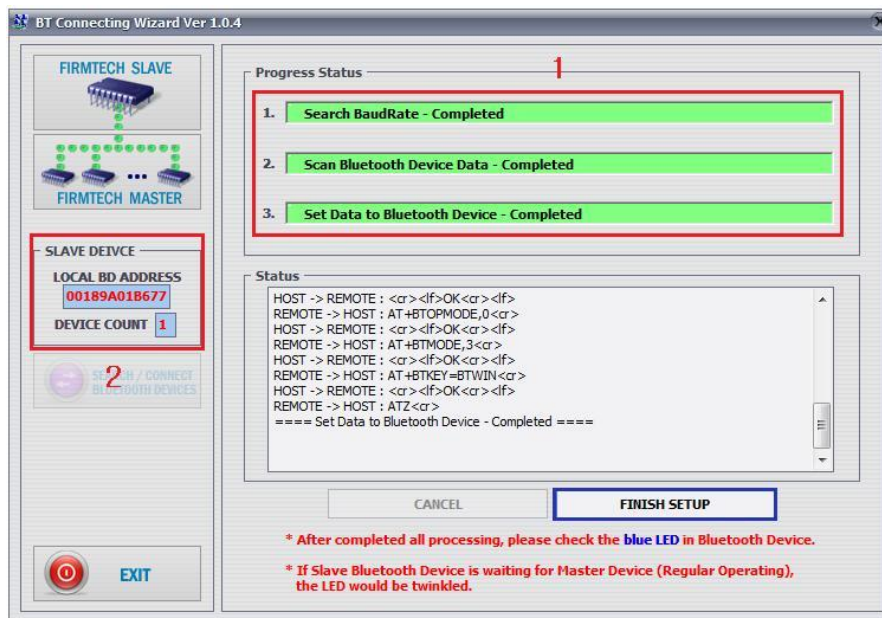 BT Connecting Wizard Ver 1.0.4
FIRMTECH SLAVE
FIRMTECH MASTER
SLAVE DEIVCE
LOCAL BD ADDRESS
00189A01B677
DEVICE COUNT 1
2
SEARCH / CONNECT
BLUETOOTH DEVICES
EXIT
Progress Status
1
1. Search BaudRate - Completed
2. Scan Bluetooth Device Data - Completed
3. Set Data to Bluetooth Device - Completed
Status
HOST -> REMOTE : <cr><lf>OK<cr><lf>
REMOTE -> HOST : AT+BTOPMODE,0<cr>
HOST -> REMOTE : <cr><lf>OK<cr><lf>
REMOTE -> HOST : AT+BTMODE,3<cr>
HOST -> REMOTE : <cr><lf>OK<cr><lf>
REMOTE -> HOST : AT+BTKEY=BTWIN<cr>
HOST -> REMOTE : <cr><lf>OK<cr><lf>
REMOTE -> HOST : ATZ<cr>
==== Set Data to Bluetooth Device - Completed ====
CANCEL
FINISH SETUP
* After completed all processing, please check the blue LED in Bluetooth Device.
* If Slave Bluetooth Device is waiting for Master Device (Regular Operating),
the LED would be twinkled.